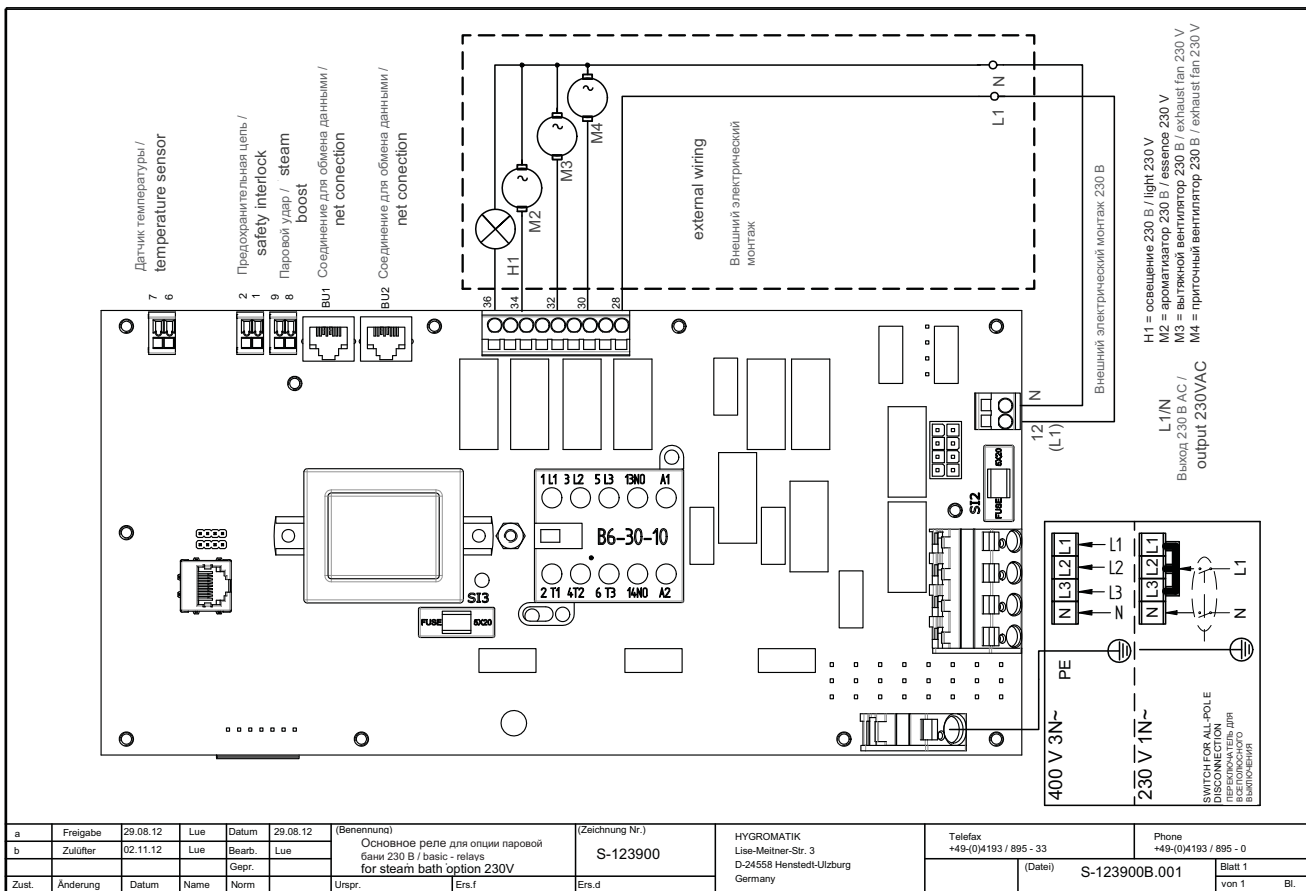 Датчик температуры /
temperature sensor
7
6
Предохранительная цепь /
safety interlock
2
1
Паровой удар / steam
boost
9
8
Соединение для обмена данными /
net conection
BU1
Соединение для обмена данными /
net conection
BU2
36
34
32
30
28
H1
M2
M3
M4
~
~
~
external wiring
Внешний электрический
монтаж
N
L1
Внешний электрический монтаж 230 В
H1 = освещение 230 В / light 230 V
M2 = ароматизатор 230 В / essence 230 V
M3 = вытяжной вентилятор 230 В / exhaust fan 230 V
M4 = приточный вентилятор 230 В / exhaust fan 230 V
L1/N
Выход 230 В AC /
output 230VAC
N
12
(L1)
SI2
FUSE 5X20
1 L1 3 L2 5 L3 13NO A1
B6-30-10
2 T1 4T2 6 T3 14NO A2
SI3
FUSE 5X20
L1 L1
L2 L2
L3 L3
N N
L1
L2
L3
N
L1
N
PE
400 V 3N~
230 V 1N~
SWITCH FOR ALL-POLE
DISCONNECTION
ПЕРЕКЛЮЧАТЕЛЬ ДЛЯ
ВСЕПОЛЮСНОГО
ВЫКЛЮЧЕНИЯ
a Freigabe 29.08.12 Lue Datum 29.08.12
b Zulüfter 02.11.12 Lue Bearb. Lue
Gepr.
Zust. Änderung Datum Name Norm
(Benennung)
Основное реле для опции паровой
бани 230 В / basic - relays
for steam bath option 230V
Urspr. Ers.f Ers.d
(Zeichnung Nr.)
S-123900
HYGROMATIK
Lise-Meitner-Str. 3
D-24558 Henstedt-Ulzburg
Germany
Telefax
+49-(0)4193 / 895 - 33
Phone
+49-(0)4193 / 895 - 0
(Datei) S-123900B.001
Blatt 1
von 1 Bl.